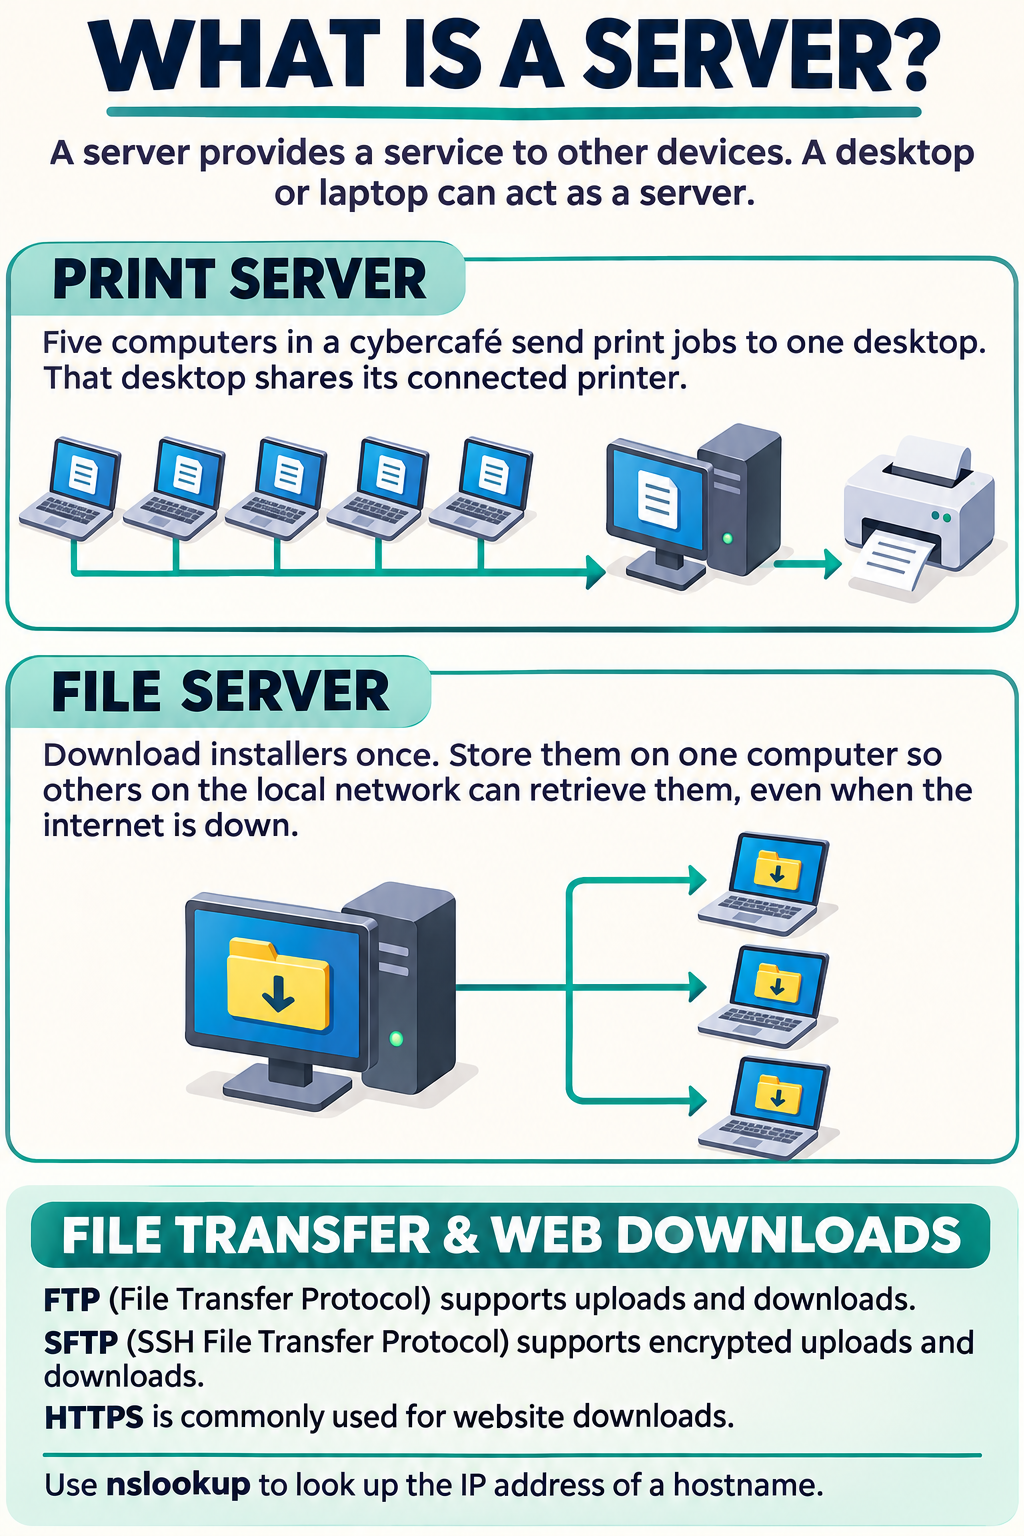 WHAT IS A SERVER?
A server provides a service to other devices. A desktop
or laptop can act as a server.
PRINT SERVER
Five computers in a cybercafé send print jobs to one desktop.
That desktop shares its connected printer.
FILE SERVER
Download installers once. Store them on one computer so
others on the local network can retrieve them, even when the
internet is down.
FILE TRANSFER & WEB DOWNLOADS
FTP (File Transfer Protocol) supports uploads and downloads.
SFTP (SSH File Transfer Protocol) supports encrypted uploads and
downloads.
HTTPS is commonly used for website downloads.
Use nslookup to look up the IP address of a hostname.